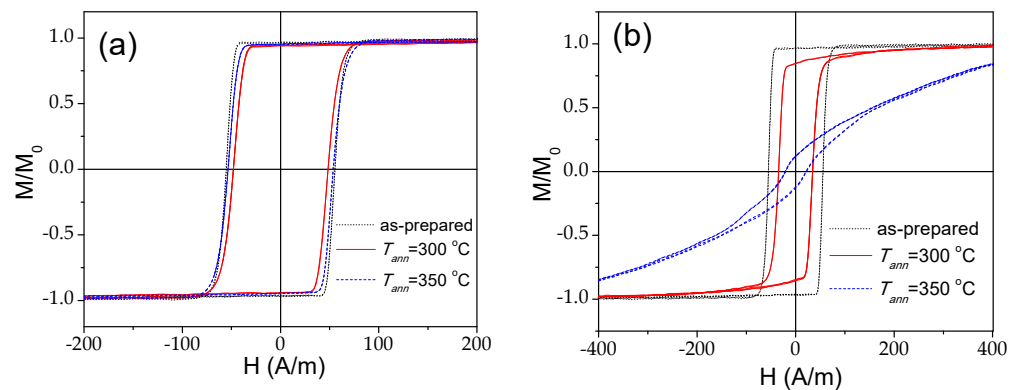 (a)
1.0
0.5
0.0
-0.5
-1.0
M/M0
as-prepared
Tann=300 °C
Tann=350 °C
-200 -100 0 100 200
H (A/m)
(b)
1.0
0.5
0.0
-0.5
-1.0
M/M0
as-prepared
Tann=300 °C
Tann=350 °C
-400 -200 0 200 400
H (A/m)